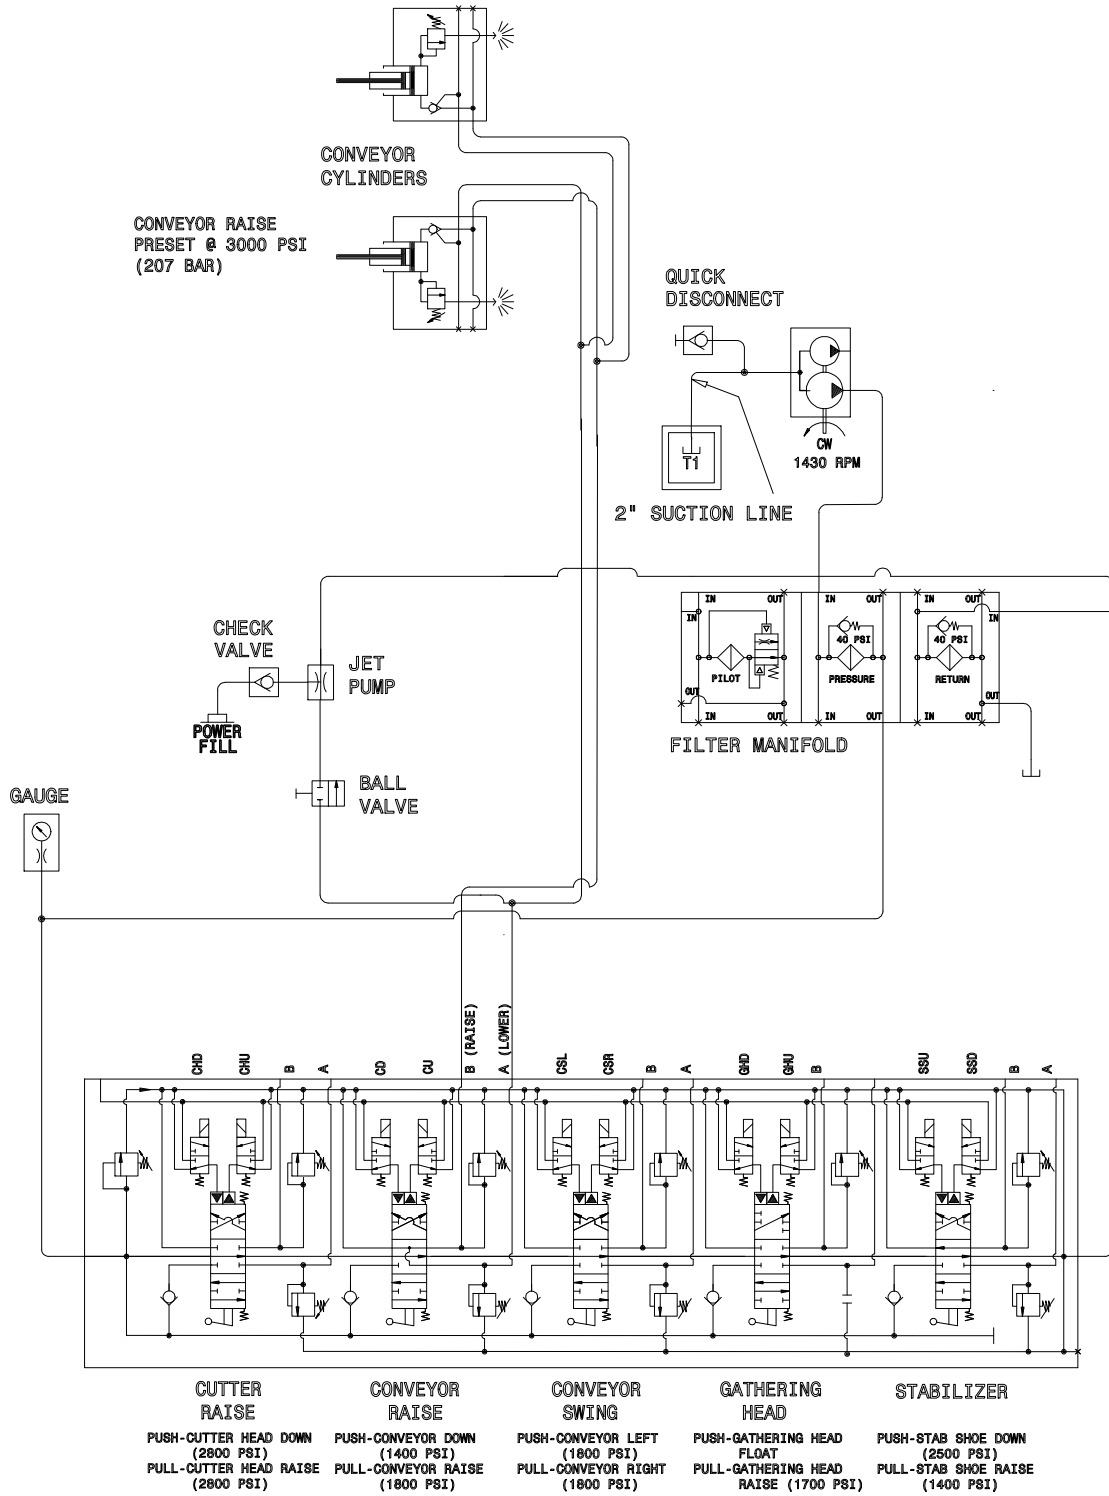 CONVEYOR
CYLINDERS
CONVEYOR RAISE
PRESET @ 3000 PSI
(207 BAR)
QUICK
DISCONNECT
CW
1430 RPM
T1
2" SUCTION LINE
IN
OUT
IN
OUT
IN
OUT
IN
IN
40 PSI
40 PSI
PILOT
PRESSURE
RETURN
OUT
OUT
IN
OUT
IN
OUT
IN
OUT
FILTER MANIFOLD
CHECK
VALVE
JET
PUMP
POWER
FILL
BALL
VALVE
GAUGE
B (RAISE)
A (LOWER)
CHD
CHU
B
A
CD
CU
CSL
CSR
B
A
GHD
GHU
B
SSU
SSD
B
A
CUTTER
RAISE
PUSH-CUTTER HEAD DOWN
(2800 PSI)
PULL-CUTTER HEAD RAISE
(2800 PSI)
CONVEYOR
RAISE
PUSH-CONVEYOR DOWN
(1400 PSI)
PULL-CONVEYOR RAISE
(1800 PSI)
CONVEYOR
SWING
PUSH-CONVEYOR LEFT
(1800 PSI)
PULL-CONVEYOR RIGHT
(1800 PSI)
GATHERING
HEAD
PUSH-GATHERING HEAD
FLOAT
PULL-GATHERING HEAD
RAISE (1700 PSI)
STABILIZER
PUSH-STAB SHOE DOWN
(2500 PSI)
PULL-STAB SHOE RAISE
(1400 PSI)